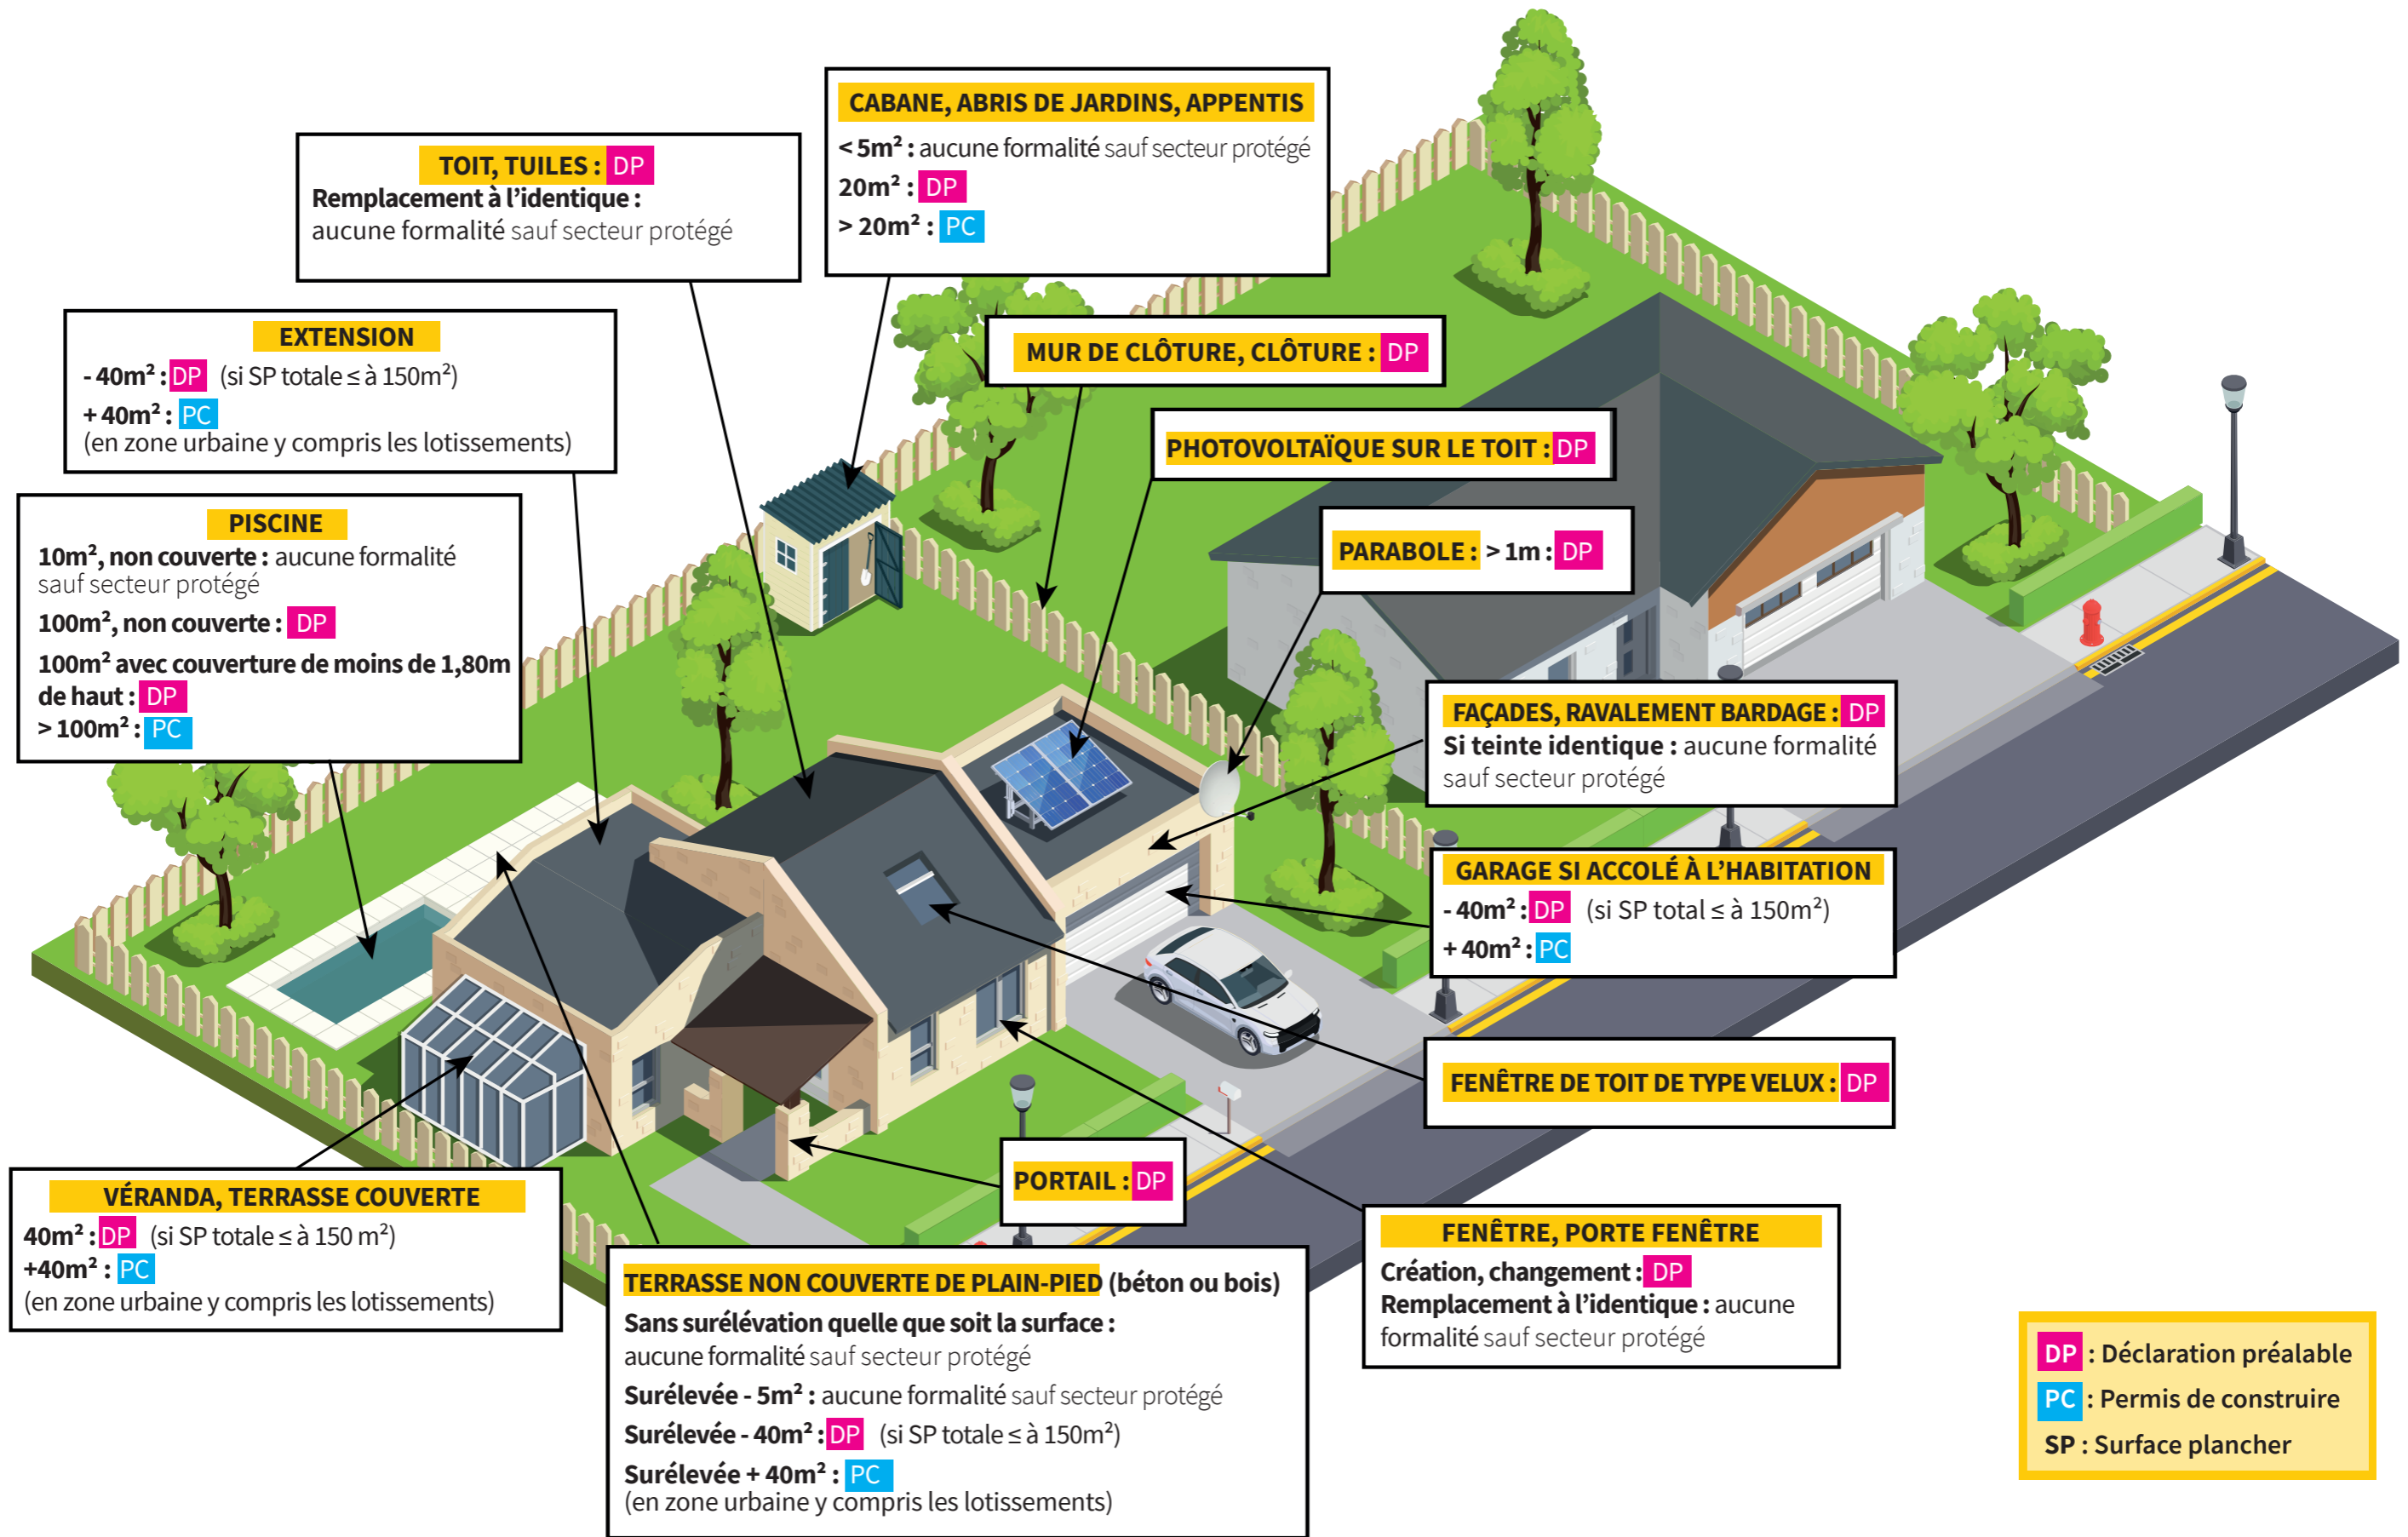 CABANE, ABRIS DE JARDINS, APPENTIS
< 5m² : aucune formalité sauf secteur protégé
20m² : DP
> 20m² : PC
TOIT, TUILES : DP
Remplacement à l'identique :
aucune formalité sauf secteur protégé
EXTENSION
- 40m² : DP (si SP totale ≤ à 150m²)
+ 40m² : PC
(en zone urbaine y compris les lotissements)
MUR DE CLÔTURE, CLÔTURE : DP
PHOTOVOLTAÏQUE SUR LE TOIT : DP
PISCINE
10m², non couverte : aucune formalité
sauf secteur protégé
100m², non couverte : DP
100m² avec couverture de moins de 1,80m
de haut : DP
> 100m² : PC
PARABOLE : > 1m : DP
FAÇADES, RAVALEMENT BARDAGE : DP
Si teinte identique : aucune formalité
sauf secteur protégé
GARAGE SI ACCOLÉ À L'HABITATION
- 40m² : DP (si SP total ≤ à 150m²)
+ 40m² : PC
FENÊTRE DE TOIT DE TYPE VELUX : DP
PORTAIL : DP
VÉRANDA, TERRASSE COUVERTE
40m² : DP (si SP totale ≤ à 150 m²)
+40m² : PC
(en zone urbaine y compris les lotissements)
TERRASSE NON COUVERTE DE PLAIN-PIED (béton ou bois)
Sans surélévation quelle que soit la surface :
aucune formalité sauf secteur protégé
Surélevée - 5m² : aucune formalité sauf secteur protégé
Surélevée - 40m² : DP (si SP totale ≤ à 150m²)
Surélevée + 40m² : PC
(en zone urbaine y compris les lotissements)
FENÊTRE, PORTE FENÊTRE
Création, changement : DP
Remplacement à l'identique : aucune
formalité sauf secteur protégé
DP : Déclaration préalable
PC : Permis de construire
SP : Surface plancher